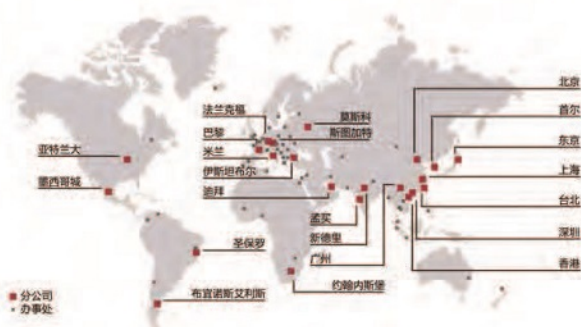 法兰克福
巴黎
米兰
伊斯坦布尔
迪拜
莫斯科
斯图加特
亚特兰大
墨西哥城
圣保罗
布宜诺斯艾利斯
孟买
新德里
广州
约翰内斯堡
北京
首尔
东京
上海
台北
深圳
香港
分公司
办事处